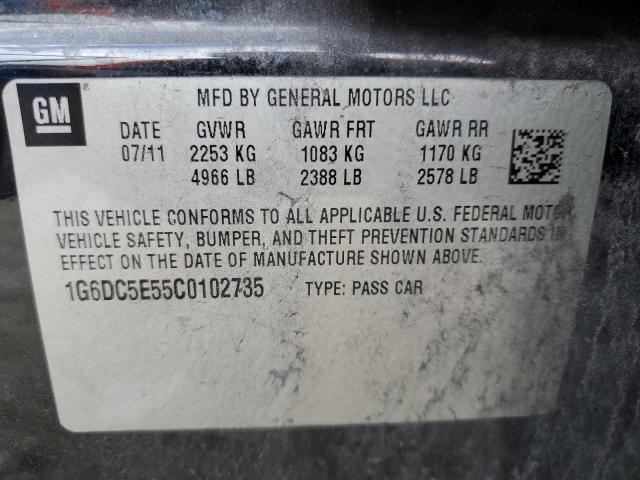 GM ®
MFD BY GENERAL MOTORS LLC
DATE GVWR GAWR FRT GAWR RR
07/11 2253 KG 1083 KG 1170 KG
4966 LB 2388 LB 2578 LB
THIS VEHICLE CONFORMS TO ALL APPLICABLE U.S. FEDERAL MOTOR
VEHICLE SAFETY, BUMPER, AND THEFT PREVENTION STANDARDS IN
EFFECT ON THE DATE OF MANUFACTURE SHOWN ABOVE.
1G6DC5E55C0102735 TYPE: PASS CAR